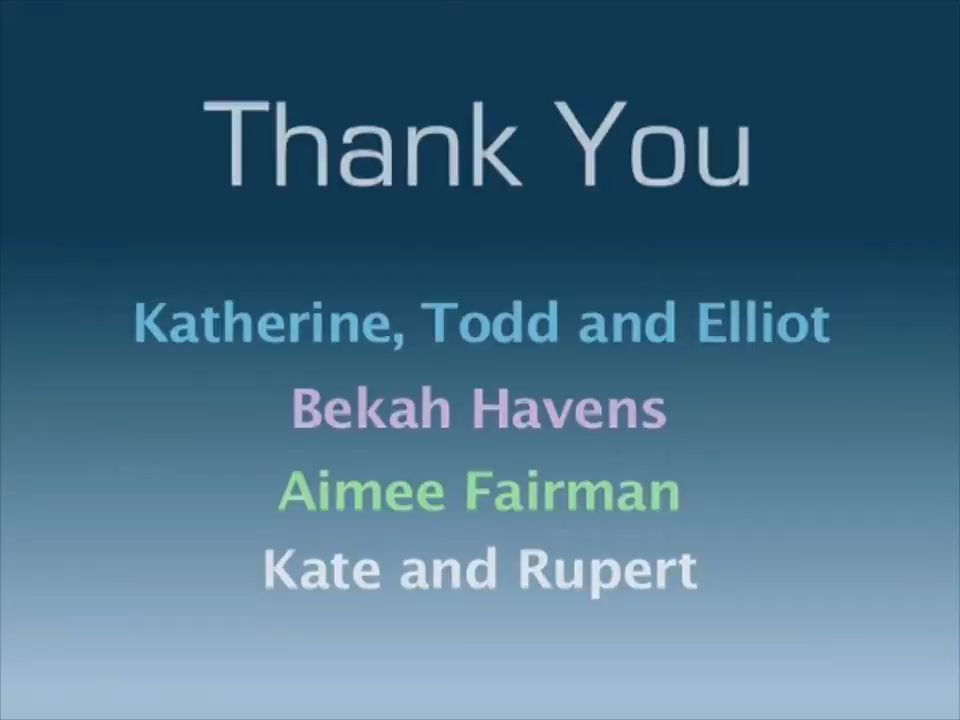 Thank You
Katherine, Todd and Elliot
Bekah Havens
Aimee Fairman
Kate and Rupert